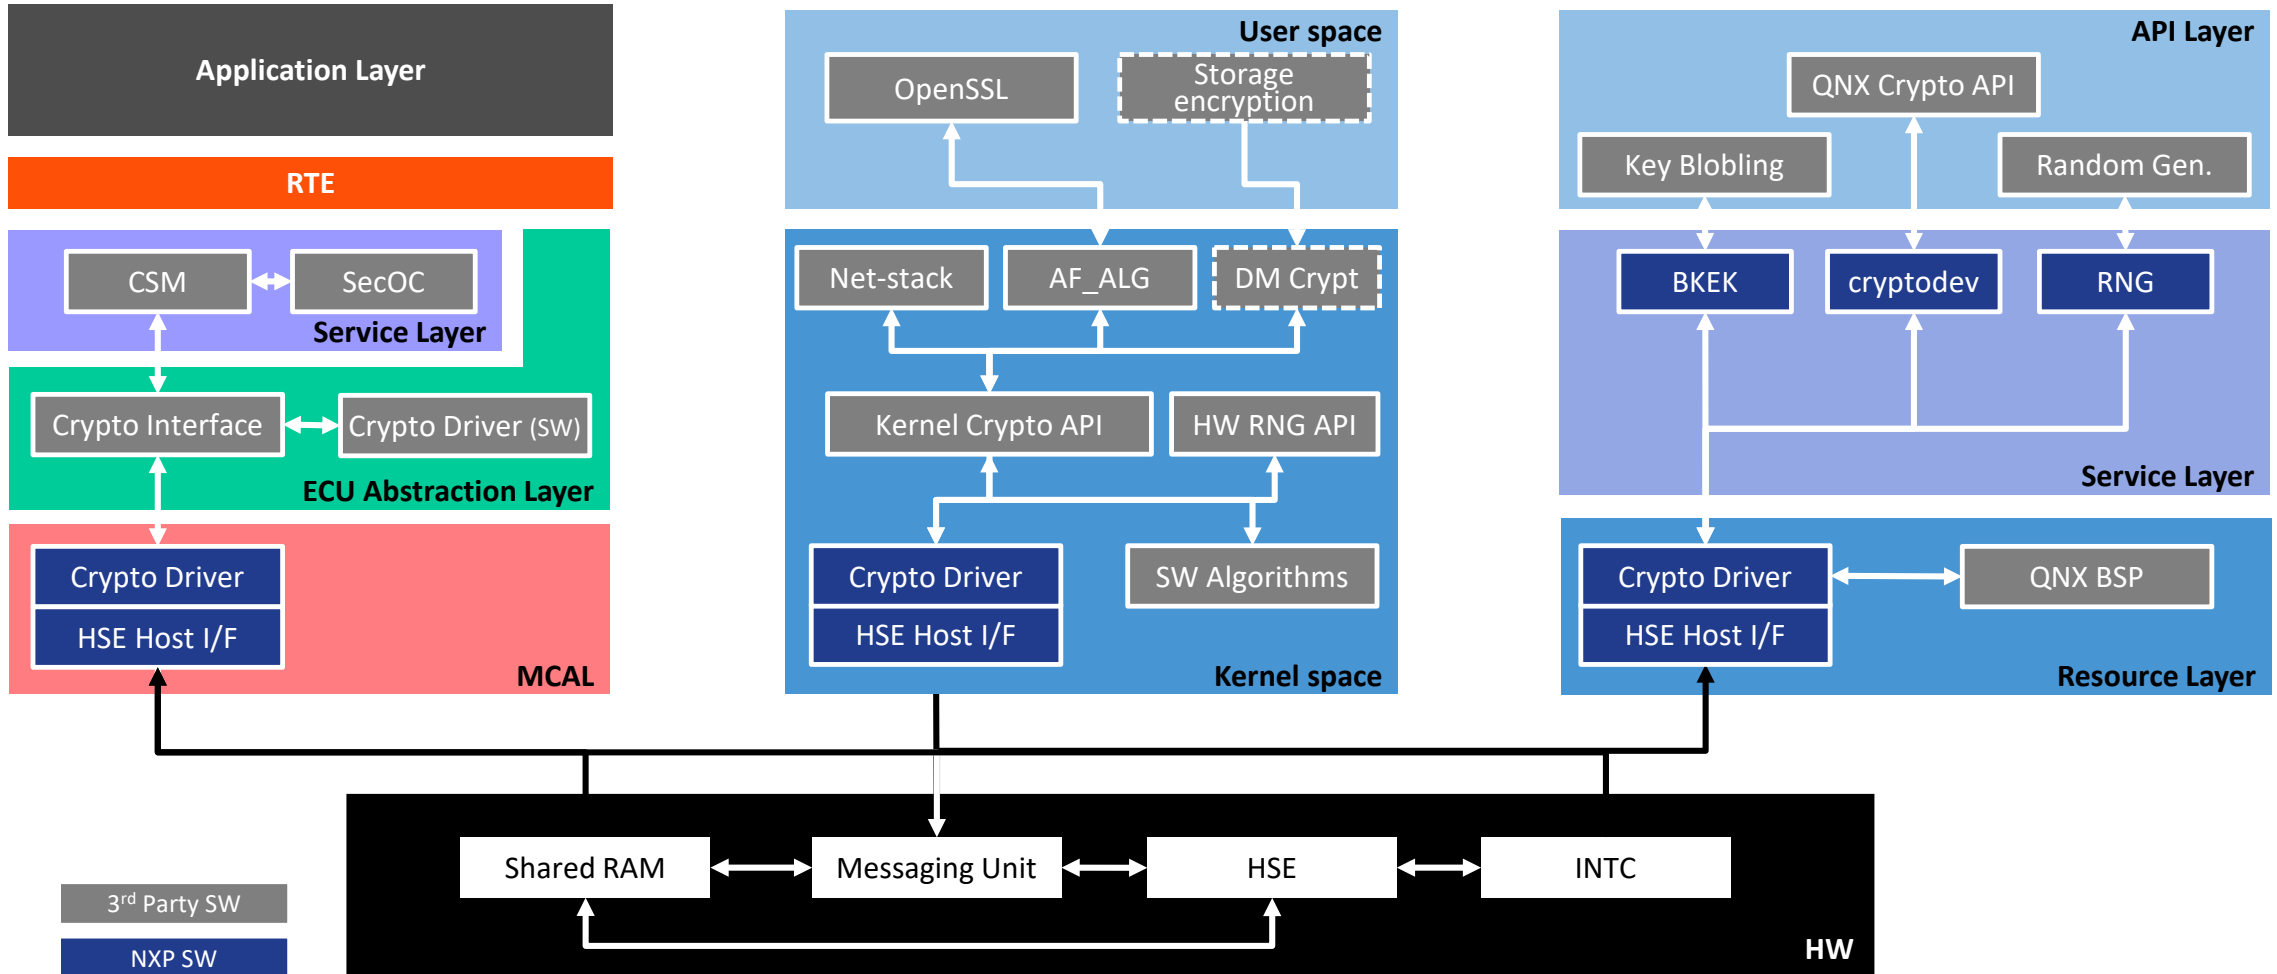 Application Layer
RTE
CSM
SecOC
Service Layer
Crypto Interface
Crypto Driver (SW)
ECU Abstraction Layer
Crypto Driver
HSE Host I/F
MCAL
User space
OpenSSL
Storage
encryption
Net-stack
AF_ALG
DM Crypt
Kernel Crypto API
HW RNG API
Crypto Driver
HSE Host I/F
SW Algorithms
Kernel space
API Layer
QNX Crypto API
Key Blobling
Random Gen.
BKEK
cryptodev
RNG
Service Layer
Crypto Driver
HSE Host I/F
QNX BSP
Resource Layer
Shared RAM
Messaging Unit
HSE
INTC
HW
3rd Party SW
NXP SW